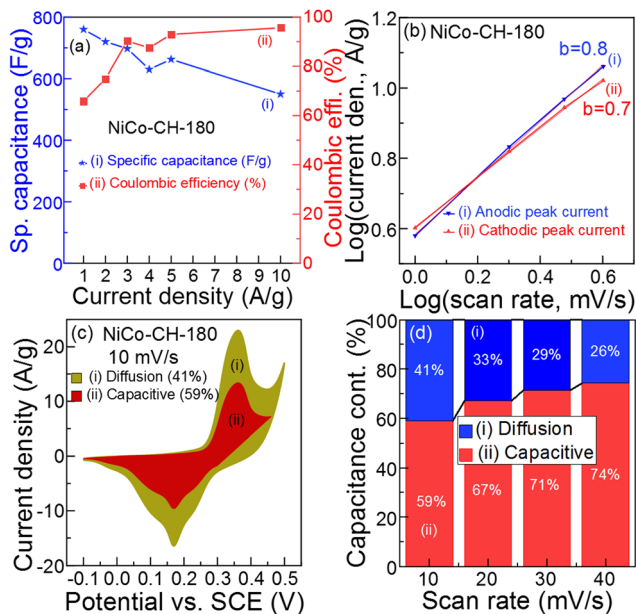 (a)
Sp. capacitance (F/g)
800
600
400
200
0
100
80
60
40
20
0
Coulombic effi. (%)
(ii)
(i)
NiCo-CH-180
(i) Specific capacitance (F/g)
(ii) Coulombic efficiency (%)
1 2 3 4 5 6 7 8 9 10
Current density (A/g)
(b) NiCo-CH-180
Log(current den., A/g)
1.2
1.0
0.8
0.6
b=0.8
(i)
(ii)
b=0.7
(i) Anodic peak current
(ii) Cathodic peak current
0.0 0.2 0.4 0.6
Log(scan rate, mV/s)
(c) NiCo-CH-180
10 mV/s
(i) Diffusion (41%)
(ii) Capacitive (59%)
Current density (A/g)
20
10
0
-10
-20
(i)
(ii)
-0.1 0.0 0.1 0.2 0.3 0.4 0.5
Potential vs. SCE (V)
(d)
Capacitance cont. (%)
100
80
60
40
20
0
(i)
41% 33% 29% 26%
(i) Diffusion
(ii) Capacitive
59% 67% 71% 74%
(ii)
10 20 30 40
Scan rate (mV/s)